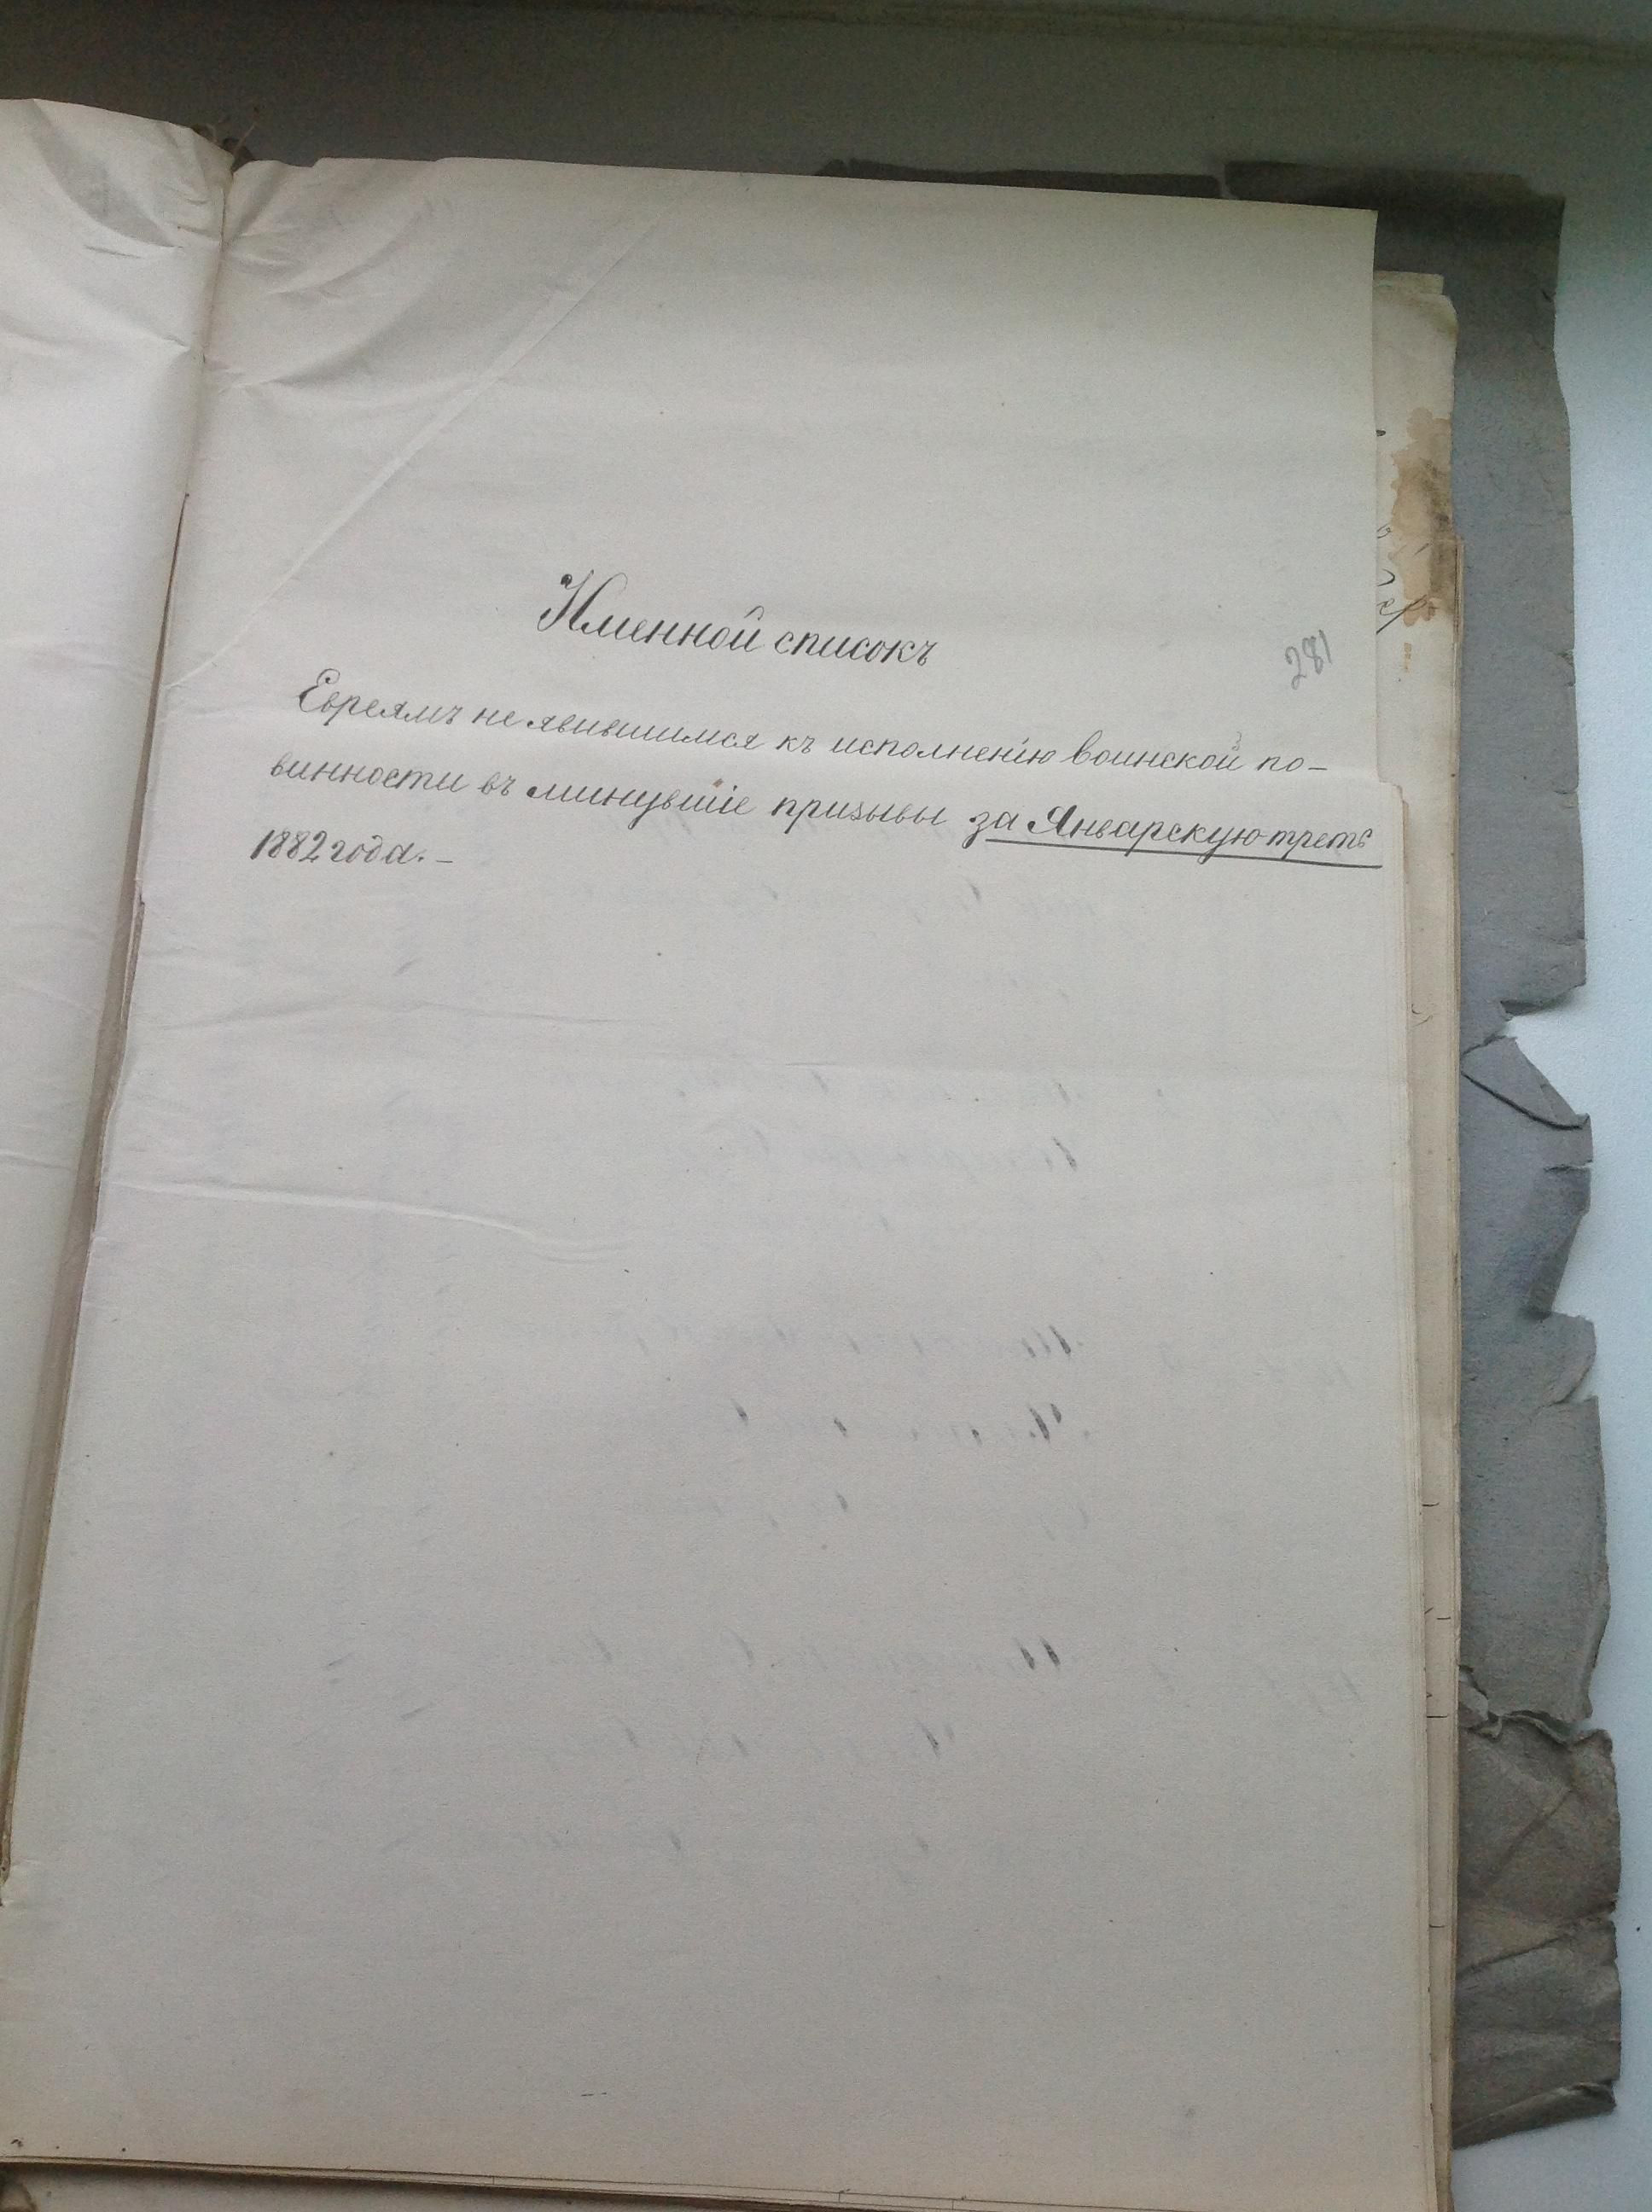 Именной списокъ
281
Евреямъ не явившимся къ исполненію воинской по-
винности въ минувшіе призывы за Январскую треть
1882 года. –